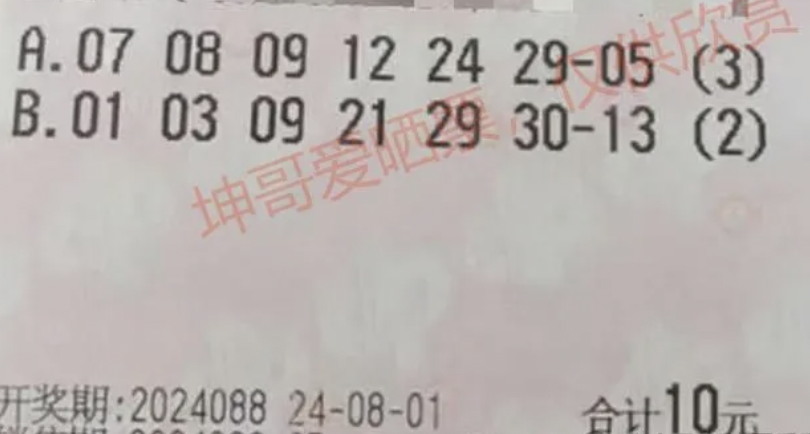 A.07 08 09 12 24 29-05 (3)
B.01 03 09 21 29 30-13 (2)
坤哥爱晒票，仅供欣赏
开奖期:2024088 24-08-01 合计10元